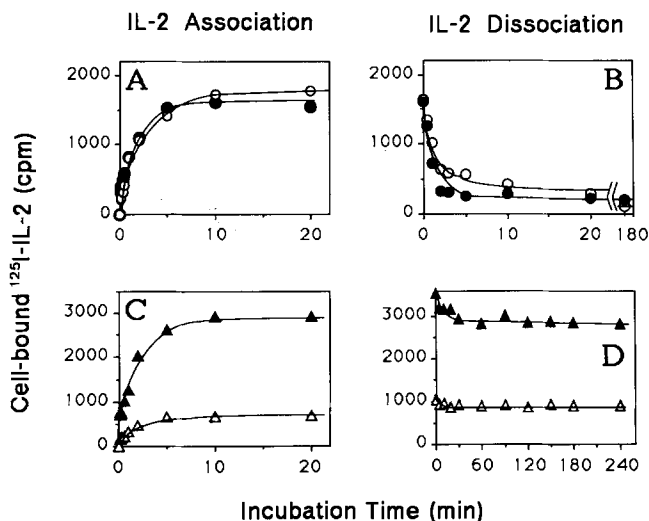 IL-2 Association
IL-2 Dissociation
Cell-bound ¹²⁵I-IL-2 (cpm)
A
2000
1000
0
0 10 20
B
2000
1000
0
0 10 20 180
C
3000
2000
1000
0
0 10 20
D
3000
2000
1000
0
0 60 120 180 240
Incubation Time (min)